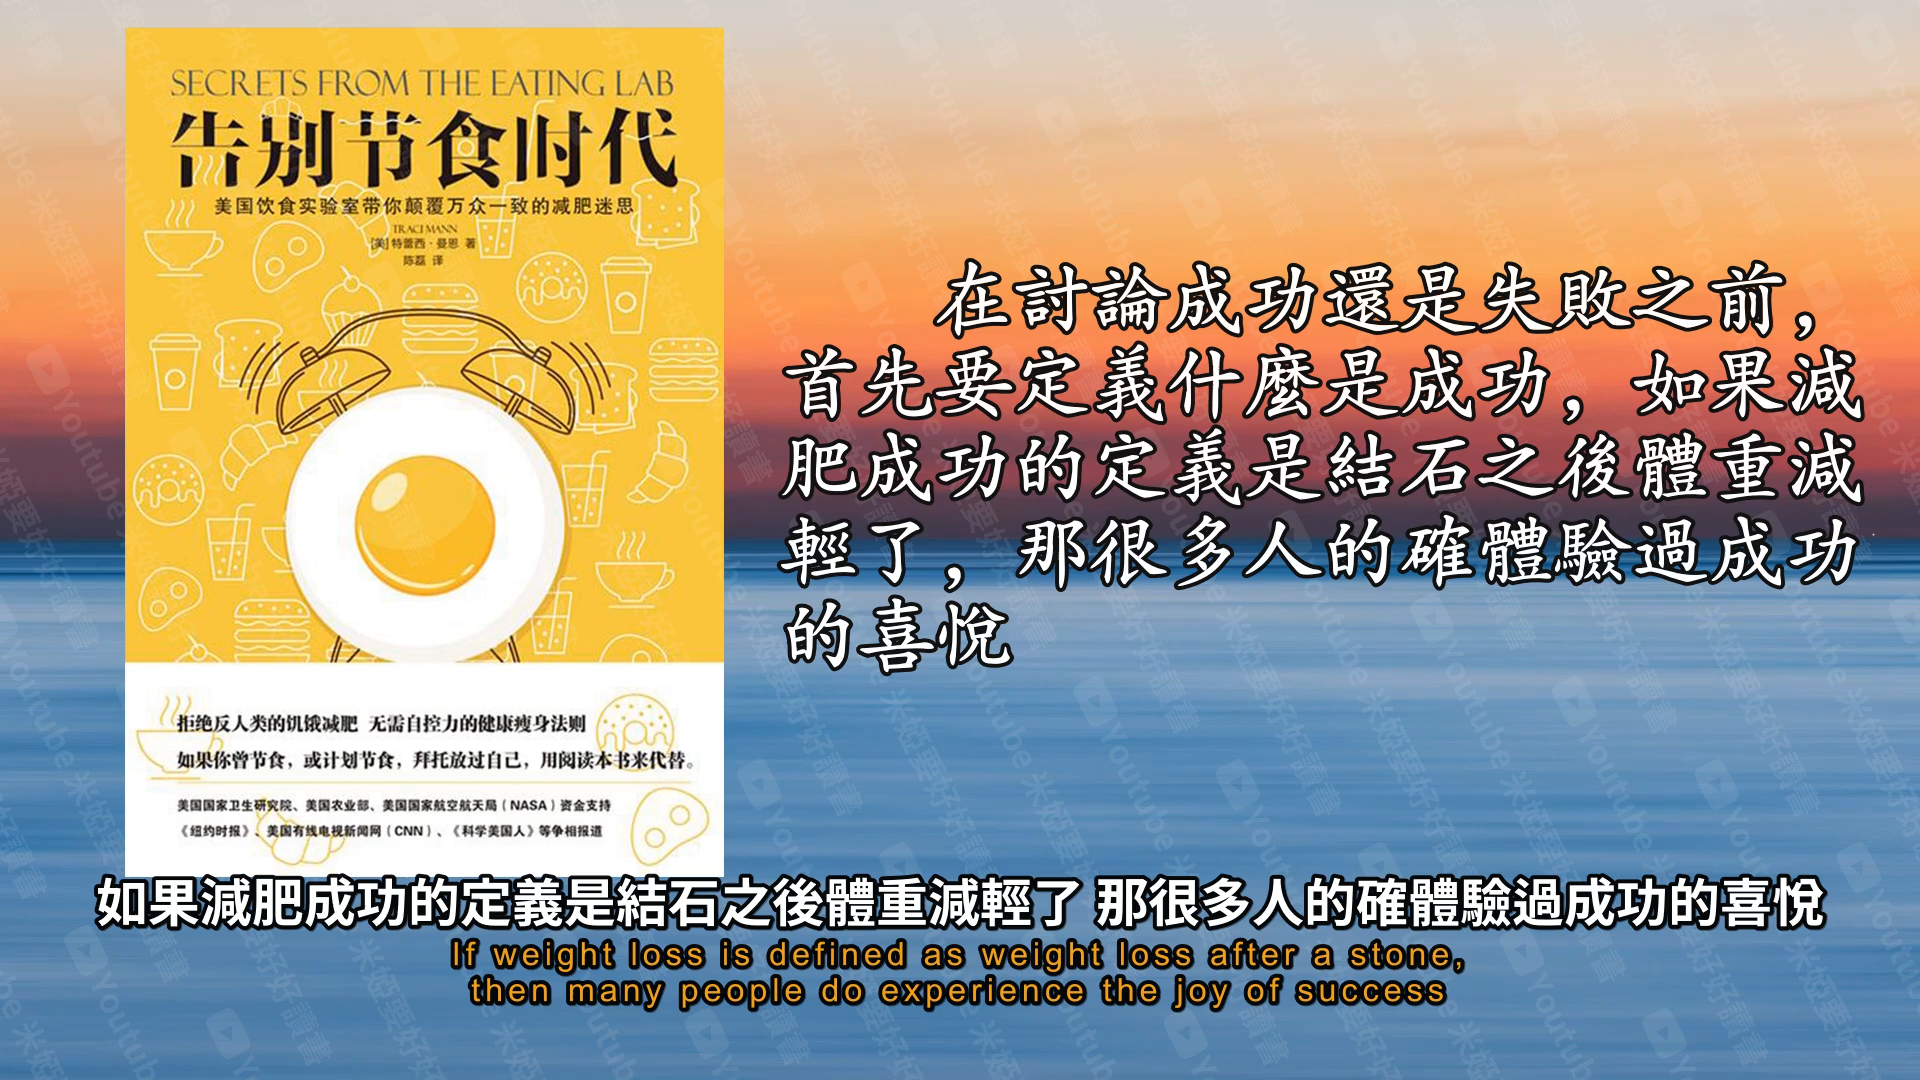 SECRETS FROM THE EATING LAB
告别节食时代
美国饮食实验室带你颠覆万众一致的减肥迷思
TRACI MANN
[美]特蕾西·曼恩 著
陈磊 译
拒绝反人类的饥饿减肥 无需自控力的健康瘦身法则
如果你曾节食，或计划节食，拜托放过自己，用阅读本书来代替。
美国国家卫生研究院、美国农业部、美国国家航空航天局（NASA）资金支持
《纽约时报》、美国有线电视新闻网（CNN）、《科学美国人》等争相报道
在討論成功還是失敗之前，
首先要定義什麼是成功，如果減
肥成功的定義是結石之後體重減
輕了，那很多人的確體驗過成功
的喜悅
如果減肥成功的定義是結石之後體重減輕了 那很多人的確體驗過成功的喜悅
If weight loss is defined as weight loss after a stone,
then many people do experience the joy of success
Youtube 米婭要好好讀書